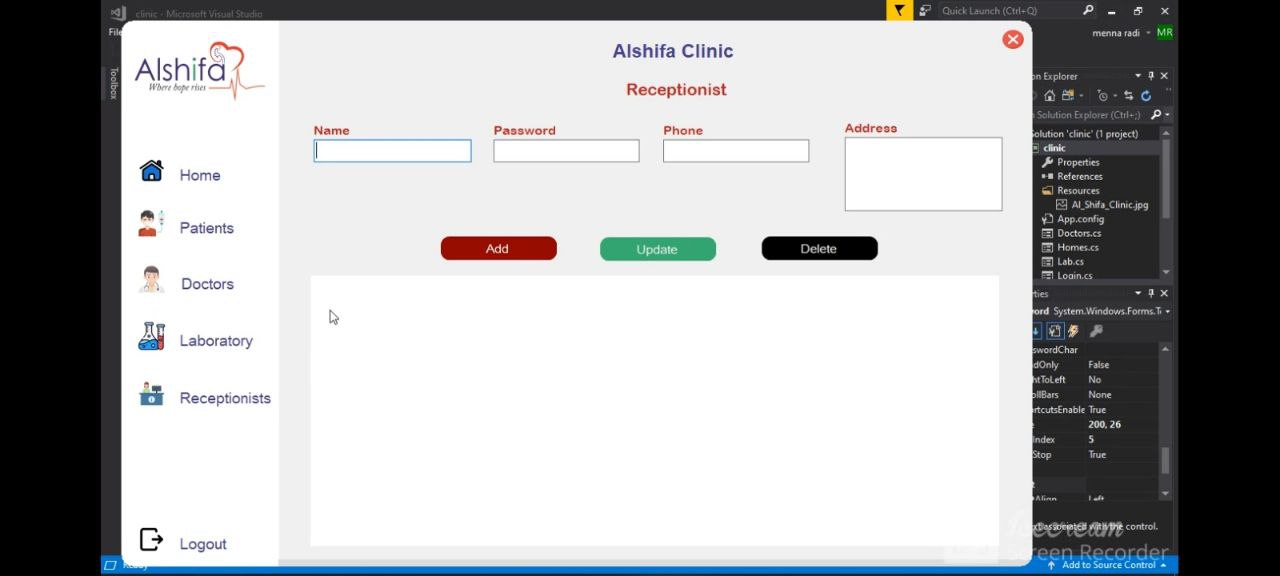 clinic - Microsoft Visual Studio
Quick Launch (Ctrl+Q)
File
menna radi
MR
Toolbox
Alshifa
Where hope rises
Home
Patients
Doctors
Laboratory
Receptionists
Logout
Alshifa Clinic
Receptionist
Name
Password
Phone
Address
Add
Update
Delete
on Explorer
Solution Explorer (Ctrl+;)
Solution 'clinic' (1 project)
clinic
Properties
References
Resources
Al_Shifa_Clinic.jpg
App.config
Doctors.cs
Homes.cs
Lab.cs
Login.cs
rties
word System.Windows.Forms.T
swordChar
dOnly False
htToLeft No
ollBars None
ortcutsEnable True
200, 26
Index 5
Stop True
Align Left
t associated with the control.
Icecream
Screen Recorder
Ready
Add to Source Control